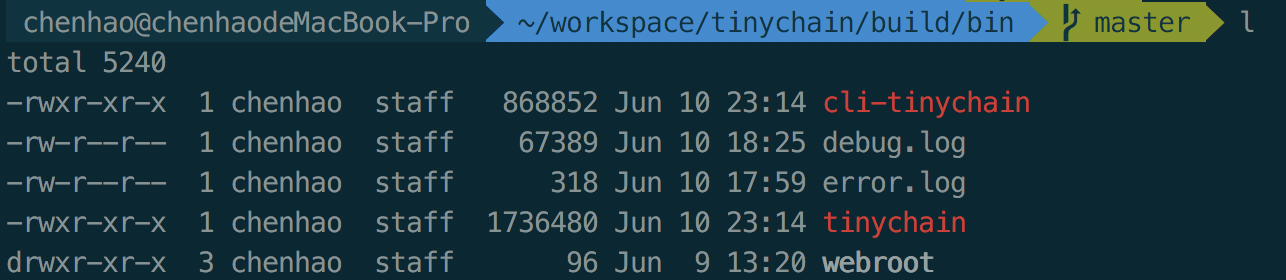 chenhao@chenhaodeMacBook-Pro ~/workspace/tinychain/build/bin master l
total 5240
-rwxr-xr-x 1 chenhao staff 868852 Jun 10 23:14 cli-tinychain
-rw-r--r-- 1 chenhao staff 67389 Jun 10 18:25 debug.log
-rw-r--r-- 1 chenhao staff 318 Jun 10 17:59 error.log
-rwxr-xr-x 1 chenhao staff 1736480 Jun 10 23:14 tinychain
drwxr-xr-x 3 chenhao staff 96 Jun 9 13:20 webroot